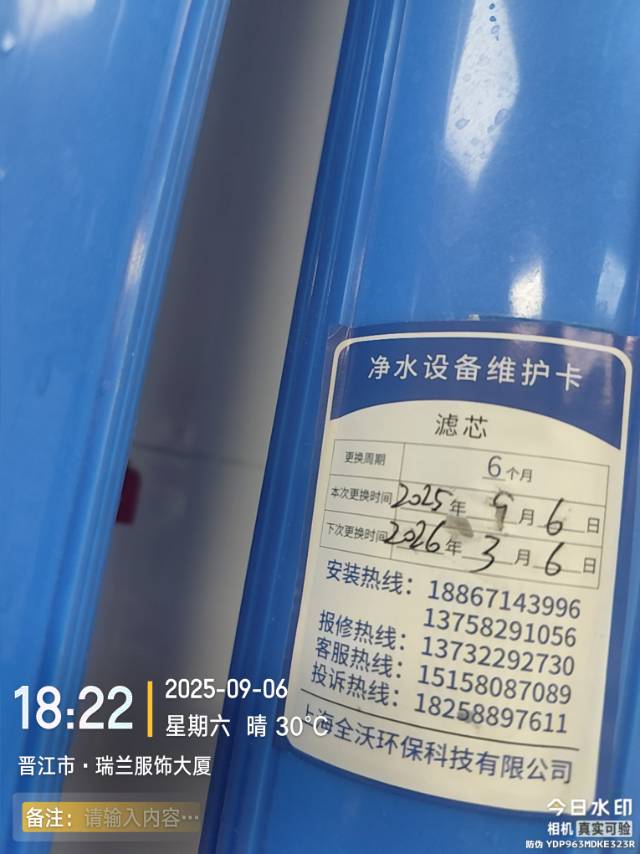 净水设备维护卡
滤芯
更换周期 6个月
本次更换时间 2025年 9月 6日
下次更换时间 2026年 3月 6日
安装热线：18867143996
13758291056
报修热线：13732292730
客服热线：15158087089
投诉热线：18258897611
上海全沃环保科技有限公司
18:22
2025-09-06
星期六 晴 30℃
晋江市·瑞兰服饰大厦
备注：请输入内容···
今日水印
相机 真实可验
防伪 YDP963MDKE323R